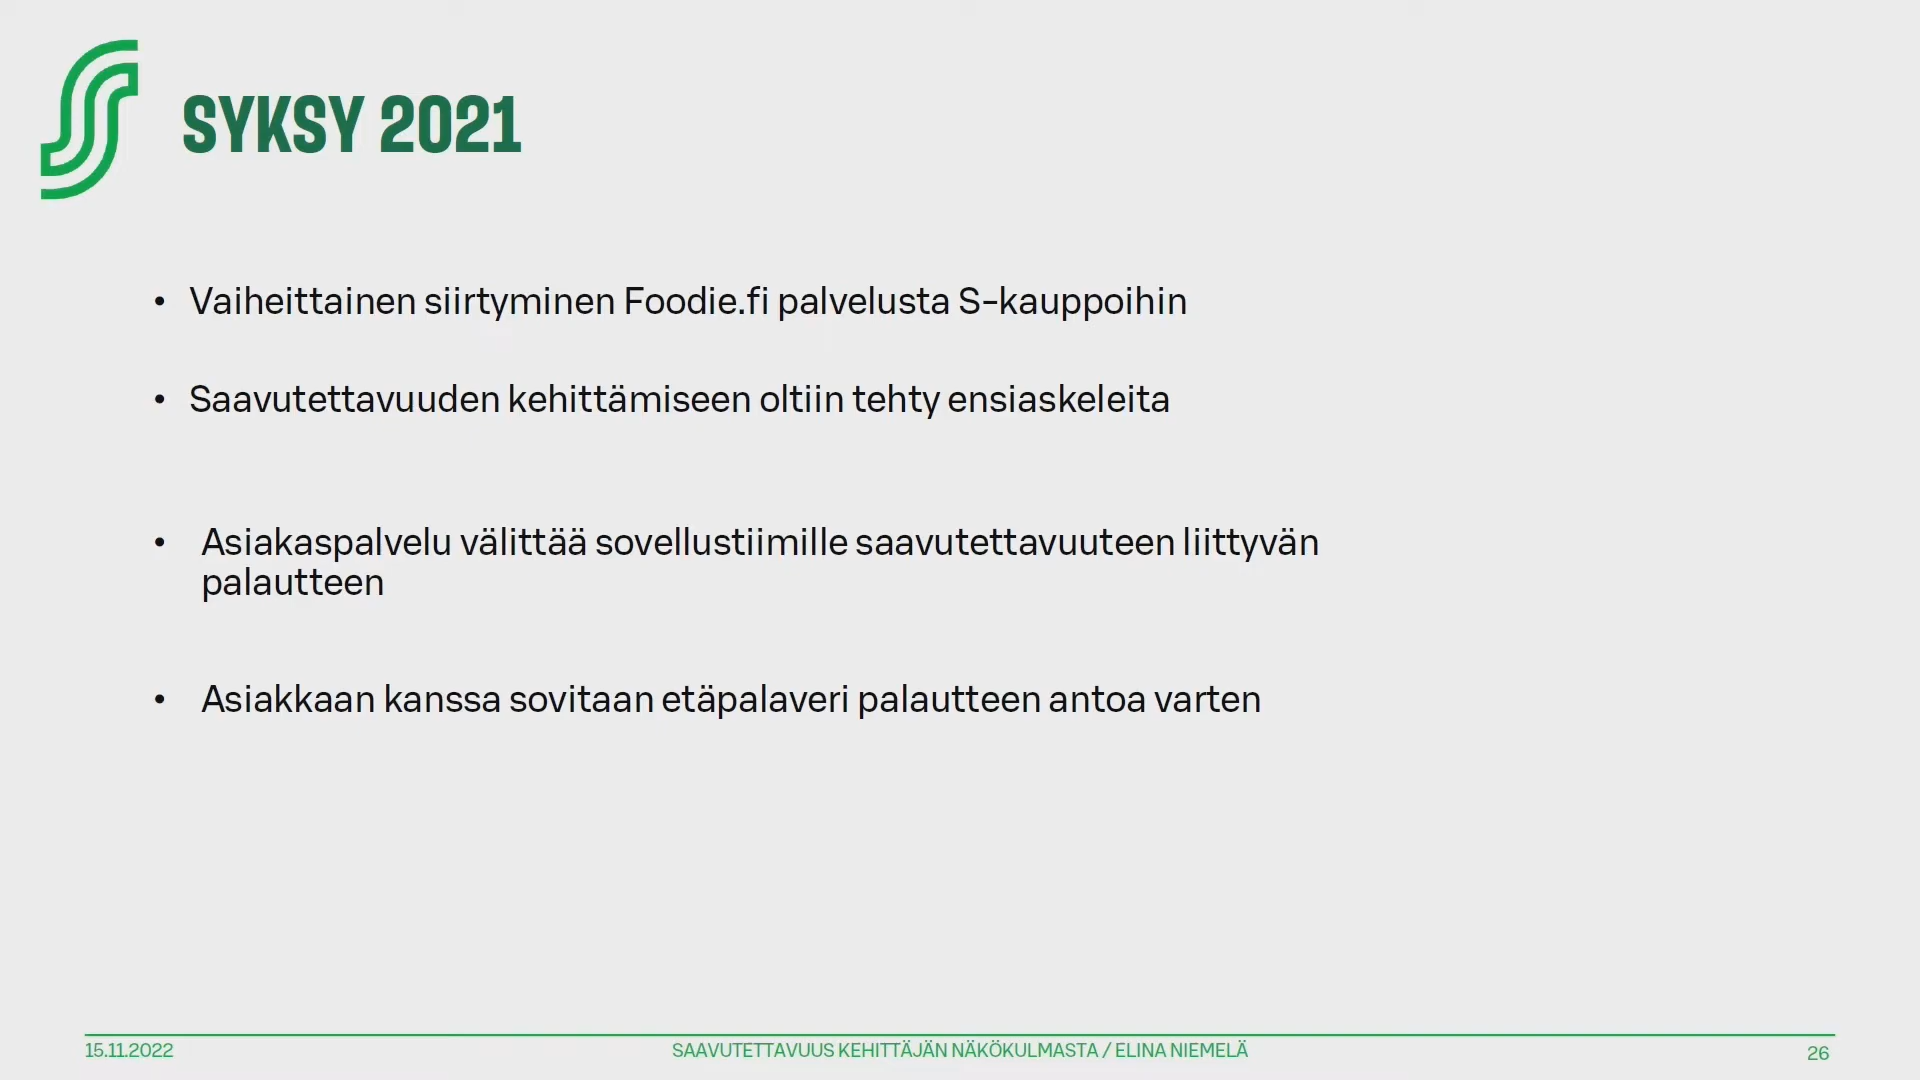 SYKSY 2021
• Vaiheittainen siirtyminen Foodie.fi palvelusta S-kauppoihin
• Saavutettavuuden kehittämiseen oltiin tehty ensiaskeleita
• Asiakaspalvelu välittää sovellustiimille saavutettavuuteen liittyvän
palautteen
• Asiakkaan kanssa sovitaan etäpalaveri palautteen antoa varten
15.11.2022
SAAVUTETTAVUUS KEHITTÄJÄN NÄKÖKULMASTA / ELINA NIEMELÄ
26